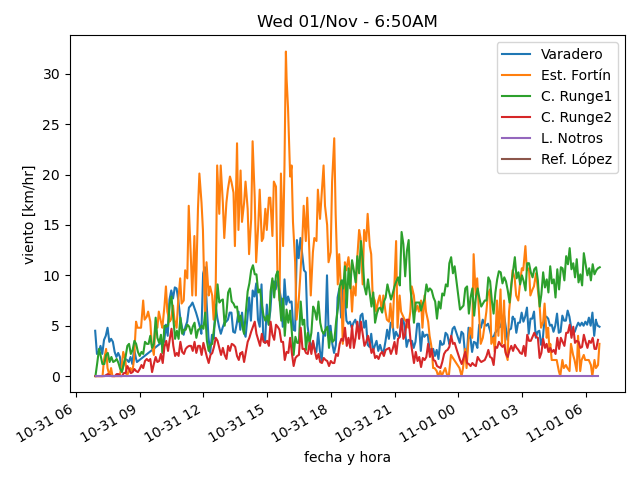 Wed 01/Nov - 6:50AM
Varadero
Est. Fortín
C. Runge1
C. Runge2
L. Notros
Ref. López
viento [km/hr]
30
25
20
15
10
5
0
10-31 06
10-31 09
10-31 12
10-31 15
10-31 18
10-31 21
11-01 00
11-01 03
11-01 06
fecha y hora